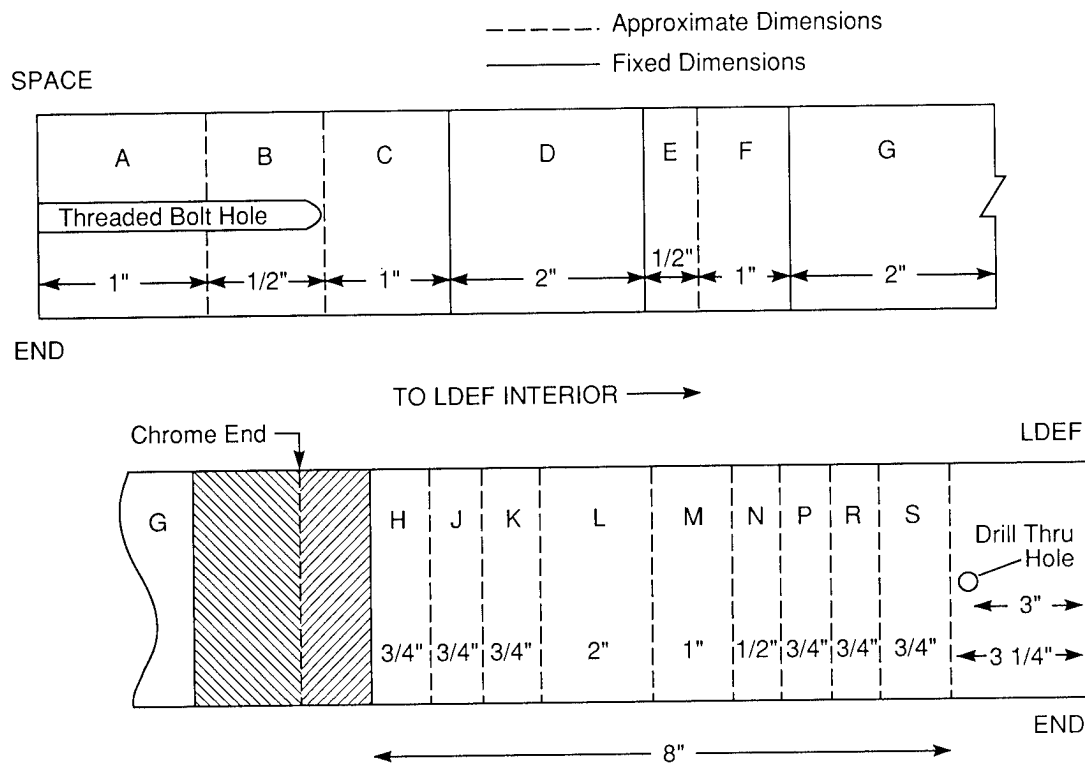 Approximate Dimensions
Fixed Dimensions
SPACE
A B C D E F G
Threaded Bolt Hole
1" 1/2" 1" 2" 1/2" 1" 2"
END
TO LDEF INTERIOR
Chrome End
LDEF
G H J K L M N P R S
Drill Thru
Hole
3"
3/4" 3/4" 3/4" 2" 1" 1/2" 3/4" 3/4" 3/4" 3 1/4"
END
8"